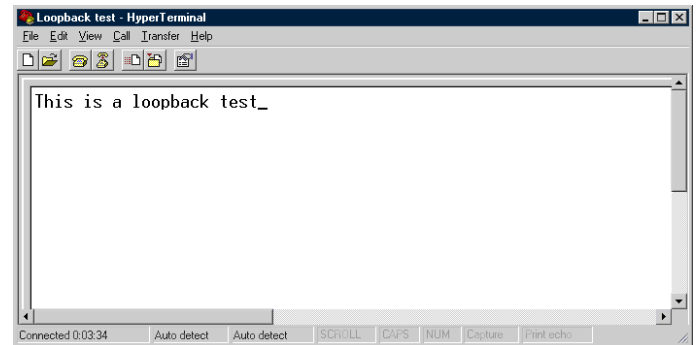 Loopback test - HyperTerminal
File Edit View Call Transfer Help
This is a loopback test_
Connected 0:03:34 Auto detect Auto detect SCROLL CAPS NUM Capture Print echo